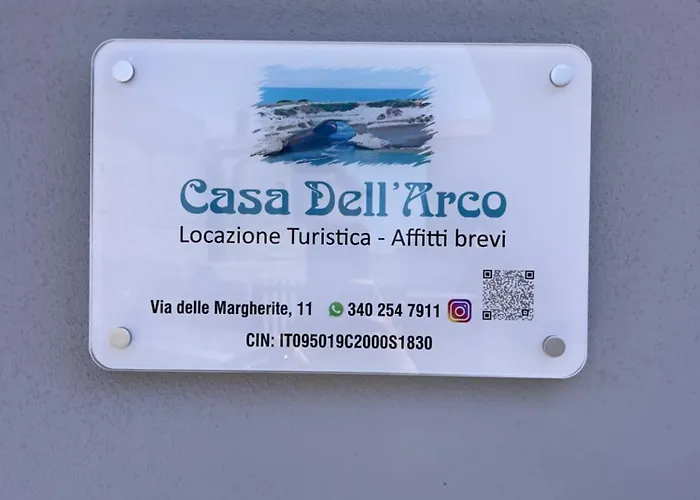 Casa Dell'Arco
Locazione Turistica - Affitti brevi
Via delle Margherite, 11 340 254 7911
CIN: IT095019C2000S1830